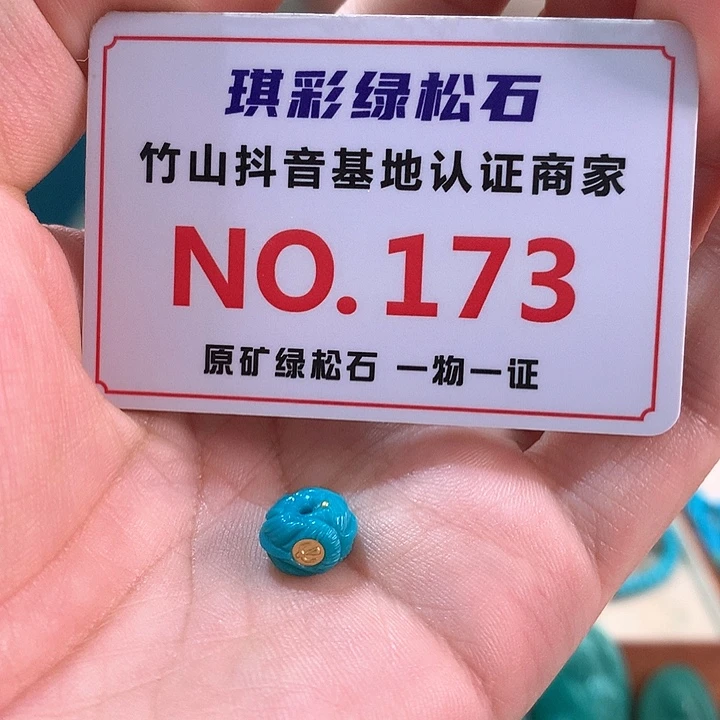 琪彩绿松石
竹山抖音基地认证商家
NO.173
原矿绿松石 一物一证